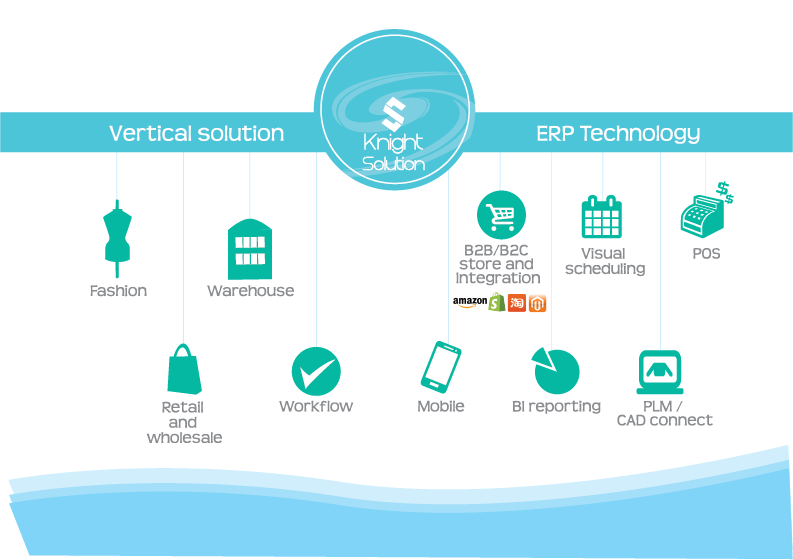 Vertical solution
Knight
Solution
ERP Technology
Fashion
Warehouse
B2B/B2C
store and
Integration
amazon
淘
Visual
scheduling
POS
$
$
Retail
and
wholesale
Workflow
Mobile
BI reporting
PLM /
CAD connect